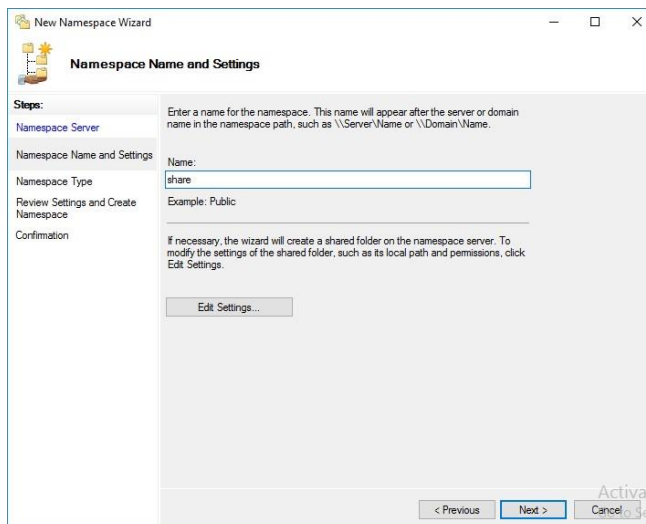 New Namespace Wizard
Namespace Name and Settings
Steps:
Namespace Server
Namespace Name and Settings
Namespace Type
Review Settings and Create
Namespace
Confirmation
Enter a name for the namespace. This name will appear after the server or domain
name in the namespace path, such as \\Server\Name or \\Domain\Name.
Name:
share
Example: Public
If necessary, the wizard will create a shared folder on the namespace server. To
modify the settings of the shared folder, such as its local path and permissions, click
Edit Settings.
Edit Settings...
< Previous
Next >
Cancel